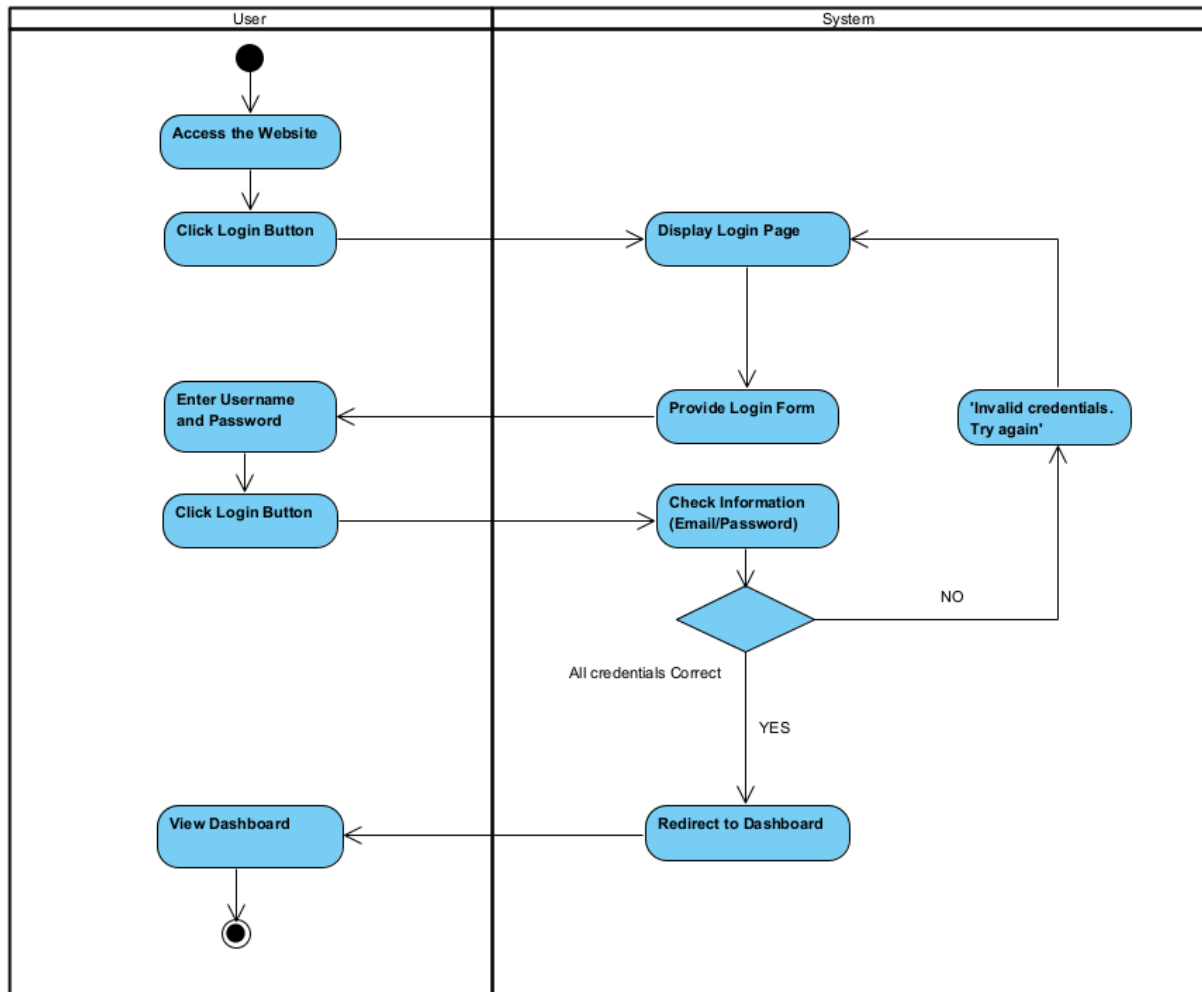 User
System
Access the Website
Click Login Button
Display Login Page
Enter Username
and Password
Provide Login Form
'Invalid credentials.
Try again'
Click Login Button
Check Information
(Email/Password)
NO
All credentials Correct
YES
View Dashboard
Redirect to Dashboard